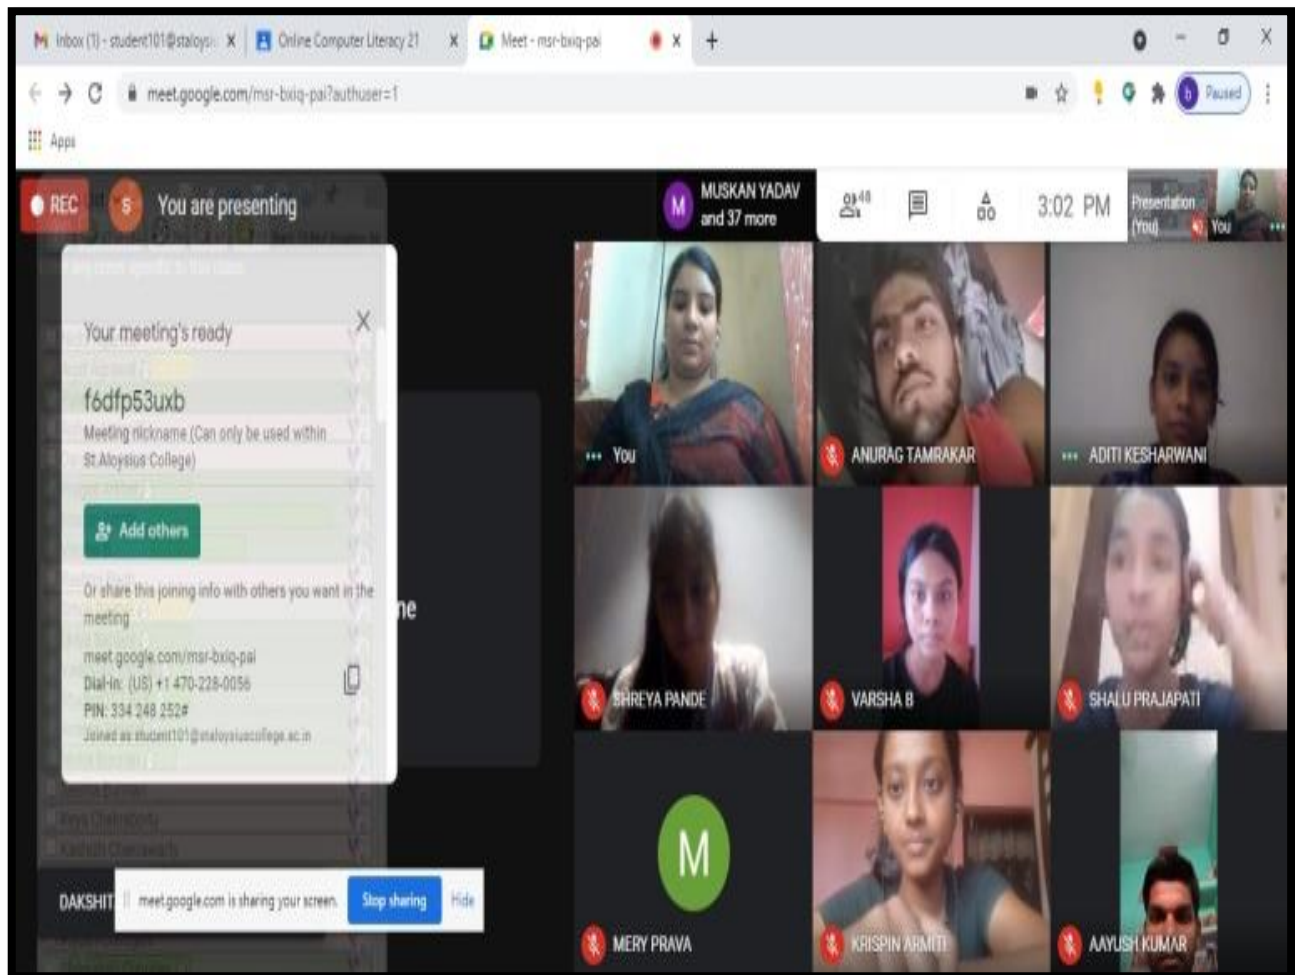 Inbox (1) - student101@staloysi
Online Computer Literacy 21
Meet - msr-bxiq-pai
meet.google.com/msr-bxiq-pai?authuser=1
b Paused
Apps
REC
S
You are presenting
M
MUSKAN YADAV
and 37 more
48
3:02 PM
Presentation
(You)
You
Your meeting's ready
f6dfp53uxb
Meeting nickname (Can only be used within
St.Aloysius College)
Add others
Or share this joining info with others you want in the
meeting
meet.google.com/msr-bxiq-pai
Dial-in: (US) +1 470-228-0056
PIN: 334 248 252#
Joined as student101@staloysiuscollege.ac.in
ne
You
ANURAG TAMRAKAR
ADITI KESHARWANI
SHREYA PANDE
VARSHA B
SHALU PRAJAPATI
M
MERY PRAVA
KRISPIN ARMITI
AAYUSH KUMAR
DAKSHIT
meet.google.com is sharing your screen.
Stop sharing
Hide